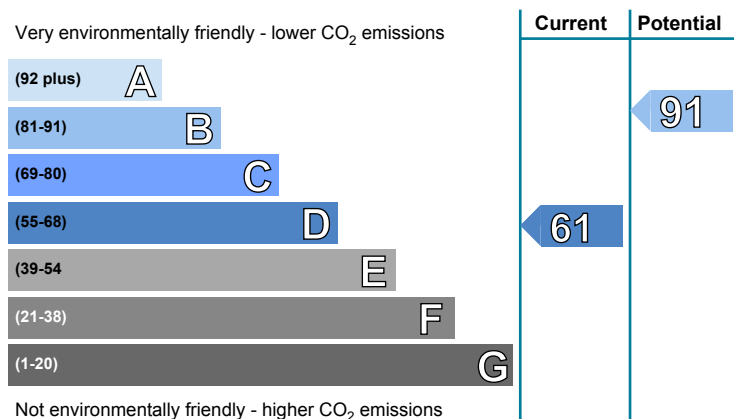 Current Potential
Very environmentally friendly - lower CO2 emissions
(92 plus) A
91
(81-91) B
(69-80) C
(55-68) D 61
(39-54 E
(21-38) F
(1-20) G
Not environmentally friendly - higher CO2 emissions